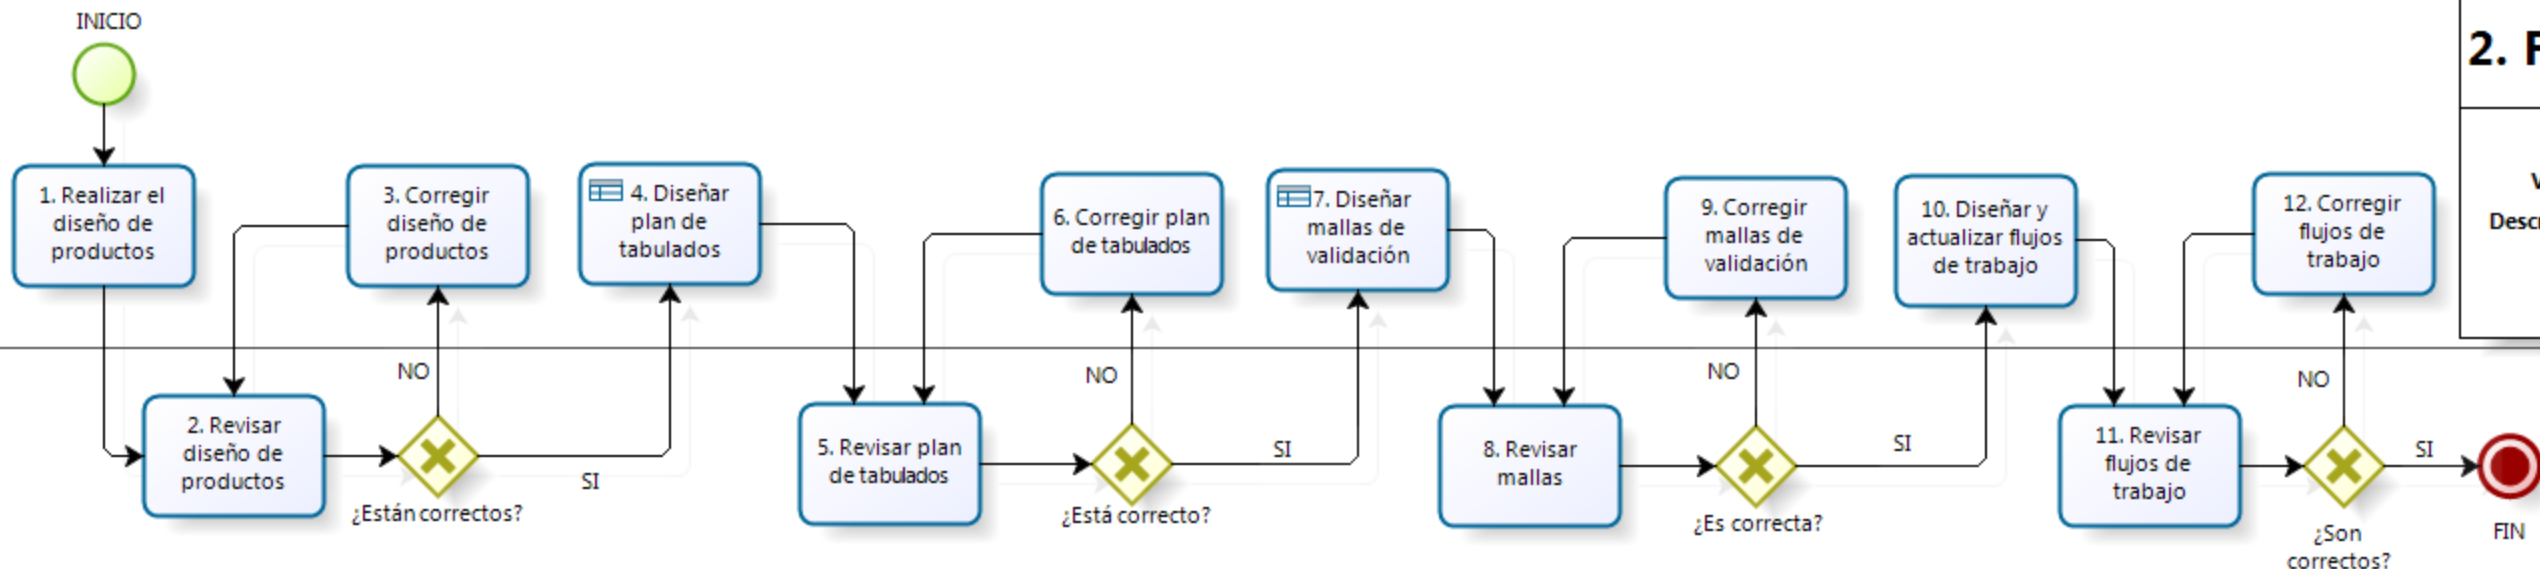 INICIO
1. Realizar el
diseño de
productos
3. Corregir
diseño de
productos
4. Diseñar
plan de
tabulados
6. Corregir plan
de tabulados
7. Diseñar
mallas de
validación
9. Corregir
mallas de
validación
10. Diseñar y
actualizar flujos
de trabajo
12. Corregir
flujos de
trabajo
2. F
V
Desc
NO
NO
NO
NO
2. Revisar
diseño de
productos
SI
¿Están correctos?
5. Revisar plan
de tabulados
SI
¿Está correcto?
8. Revisar
mallas
SI
¿Es correcta?
11. Revisar
flujos de
trabajo
SI
¿Son
correctos?
FIN